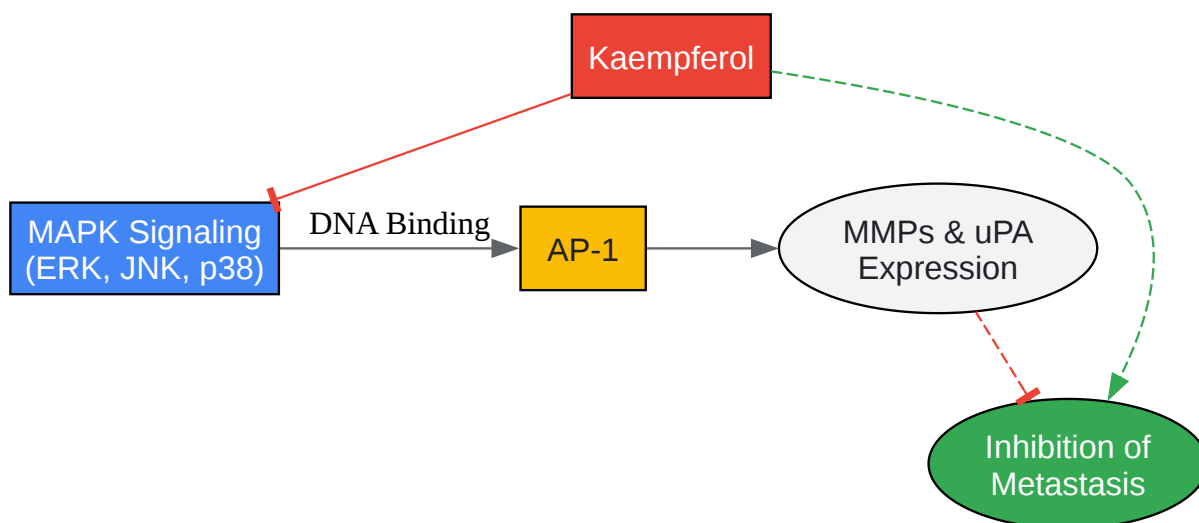 Kaempferol
MAPK Signaling
(ERK, JNK, p38)
DNA Binding
AP-1
MMPs & uPA
Expression
Inhibition of
Metastasis